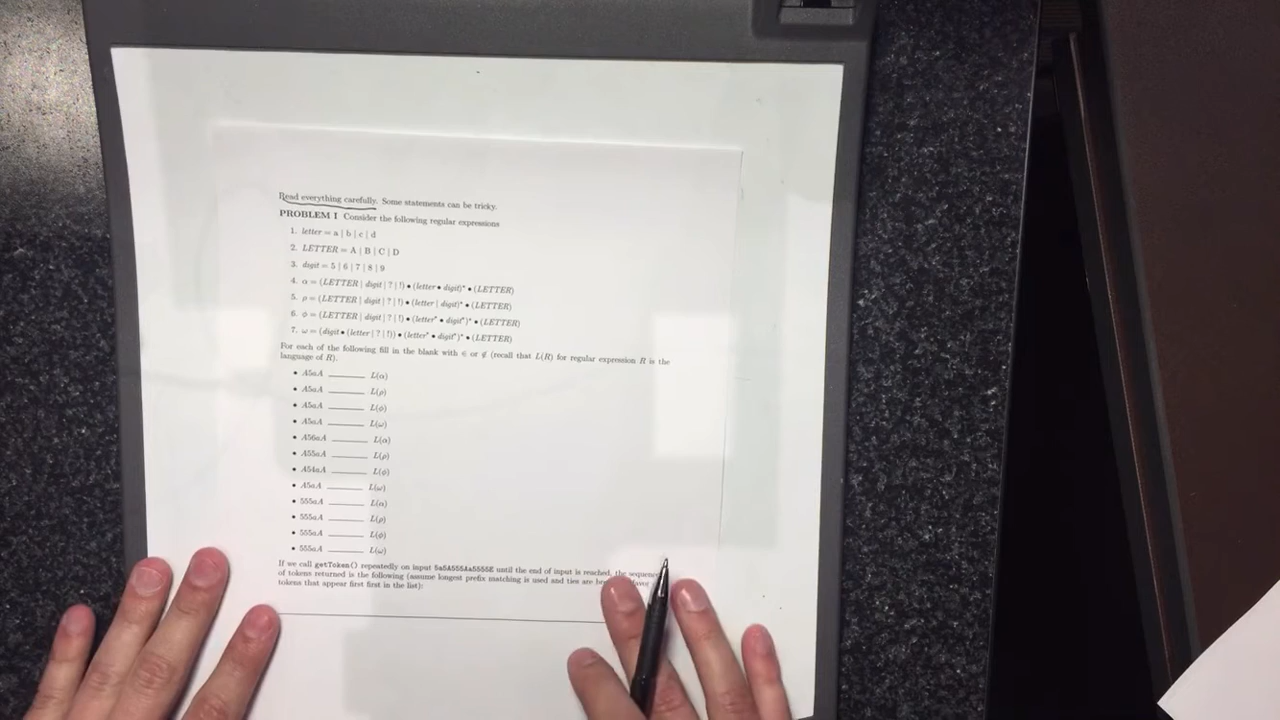 Read everything carefully. Some statements can be tricky.
PROBLEM I Consider the following regular expressions
1. letter = a | b | c | d
2. LETTER = A | B | C | D
3. digit = 5 | 6 | 7 | 8 | 9
4. α = (LETTER | digit | ? | !) • (letter • digit)* • (LETTER)
5. ρ = (LETTER | digit | ? | !) • (letter | digit)* • (LETTER)
6. φ = (LETTER | digit | ? | !) • (letter* • digit*)* • (LETTER)
7. ω = (digit • (letter | ? | !)) • (letter* • digit*)* • (LETTER)
For each of the following fill in the blank with ∈ or ∉ (recall that L(R) for regular expression R is the
language of R).
• A5aA ______ L(α)
• A5aA ______ L(ρ)
• A5aA ______ L(φ)
• A5aA ______ L(ω)
• A56aA ______ L(α)
• A55aA ______ L(ρ)
• A54aA ______ L(φ)
• A5aA ______ L(ω)
• 555aA ______ L(α)
• 555aA ______ L(ρ)
• 555aA ______ L(φ)
• 555aA ______ L(ω)
If we call getToken() repeatedly on input 5a5A555Aa5555E until the end of input is reached, the sequence
of tokens returned is the following (assume longest prefix matching is used and ties are
tokens that appear first first in the list):